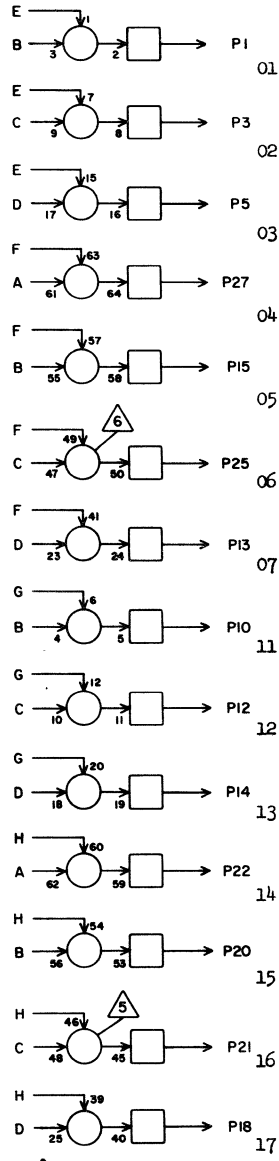 E 1
B 3 2 P1
01
E 7
C 9 8 P3
02
E 15
D 17 16 P5
03
F 63
A 61 64 P27
04
F 57
B 55 58 P15
05
6
F 49
C 47 50 P25
06
F 41
D 23 24 P13
07
G 6
B 4 5 P10
11
G 12
C 10 11 P12
12
G 20
D 18 19 P14
13
H 60
A 62 59 P22
14
H 54
B 56 53 P20
15
5
H 46
C 48 45 P21
16
H 39
D 25 40 P18
17